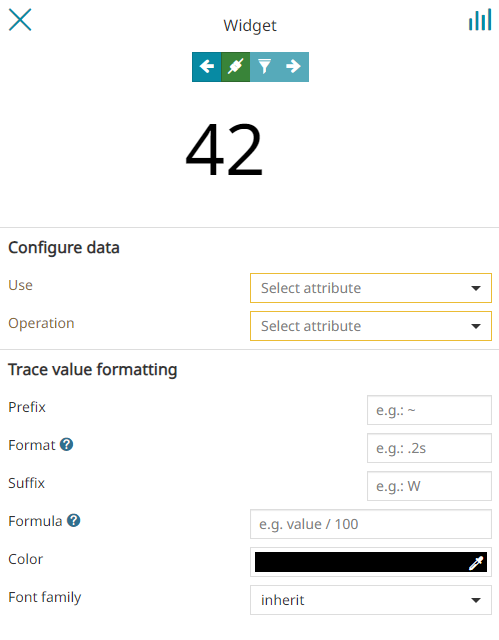 Widget
42
Configure data
Use Select attribute
Operation Select attribute
Trace value formatting
Prefix e.g.: ~
Format ? e.g.: .2s
Suffix e.g.: W
Formula ? e.g. value / 100
Color
Font family inherit